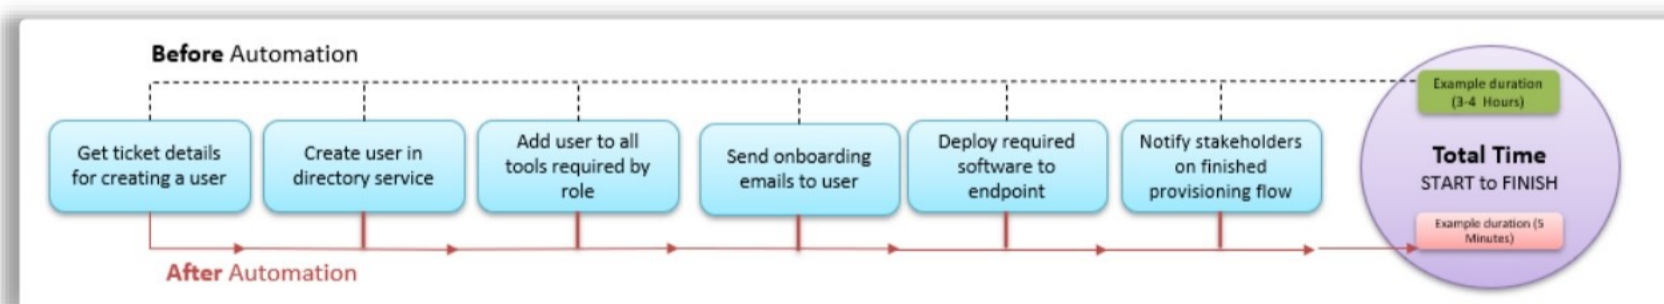 Before Automation
Example duration
(3-4 Hours)
Get ticket details
for creating a user
Create user in
directory service
Add user to all
tools required by
role
Send onboarding
emails to user
Deploy required
software to
endpoint
Notify stakeholders
on finished
provisioning flow
Total Time
START to FINISH
Example duration (5
Minutes)
After Automation